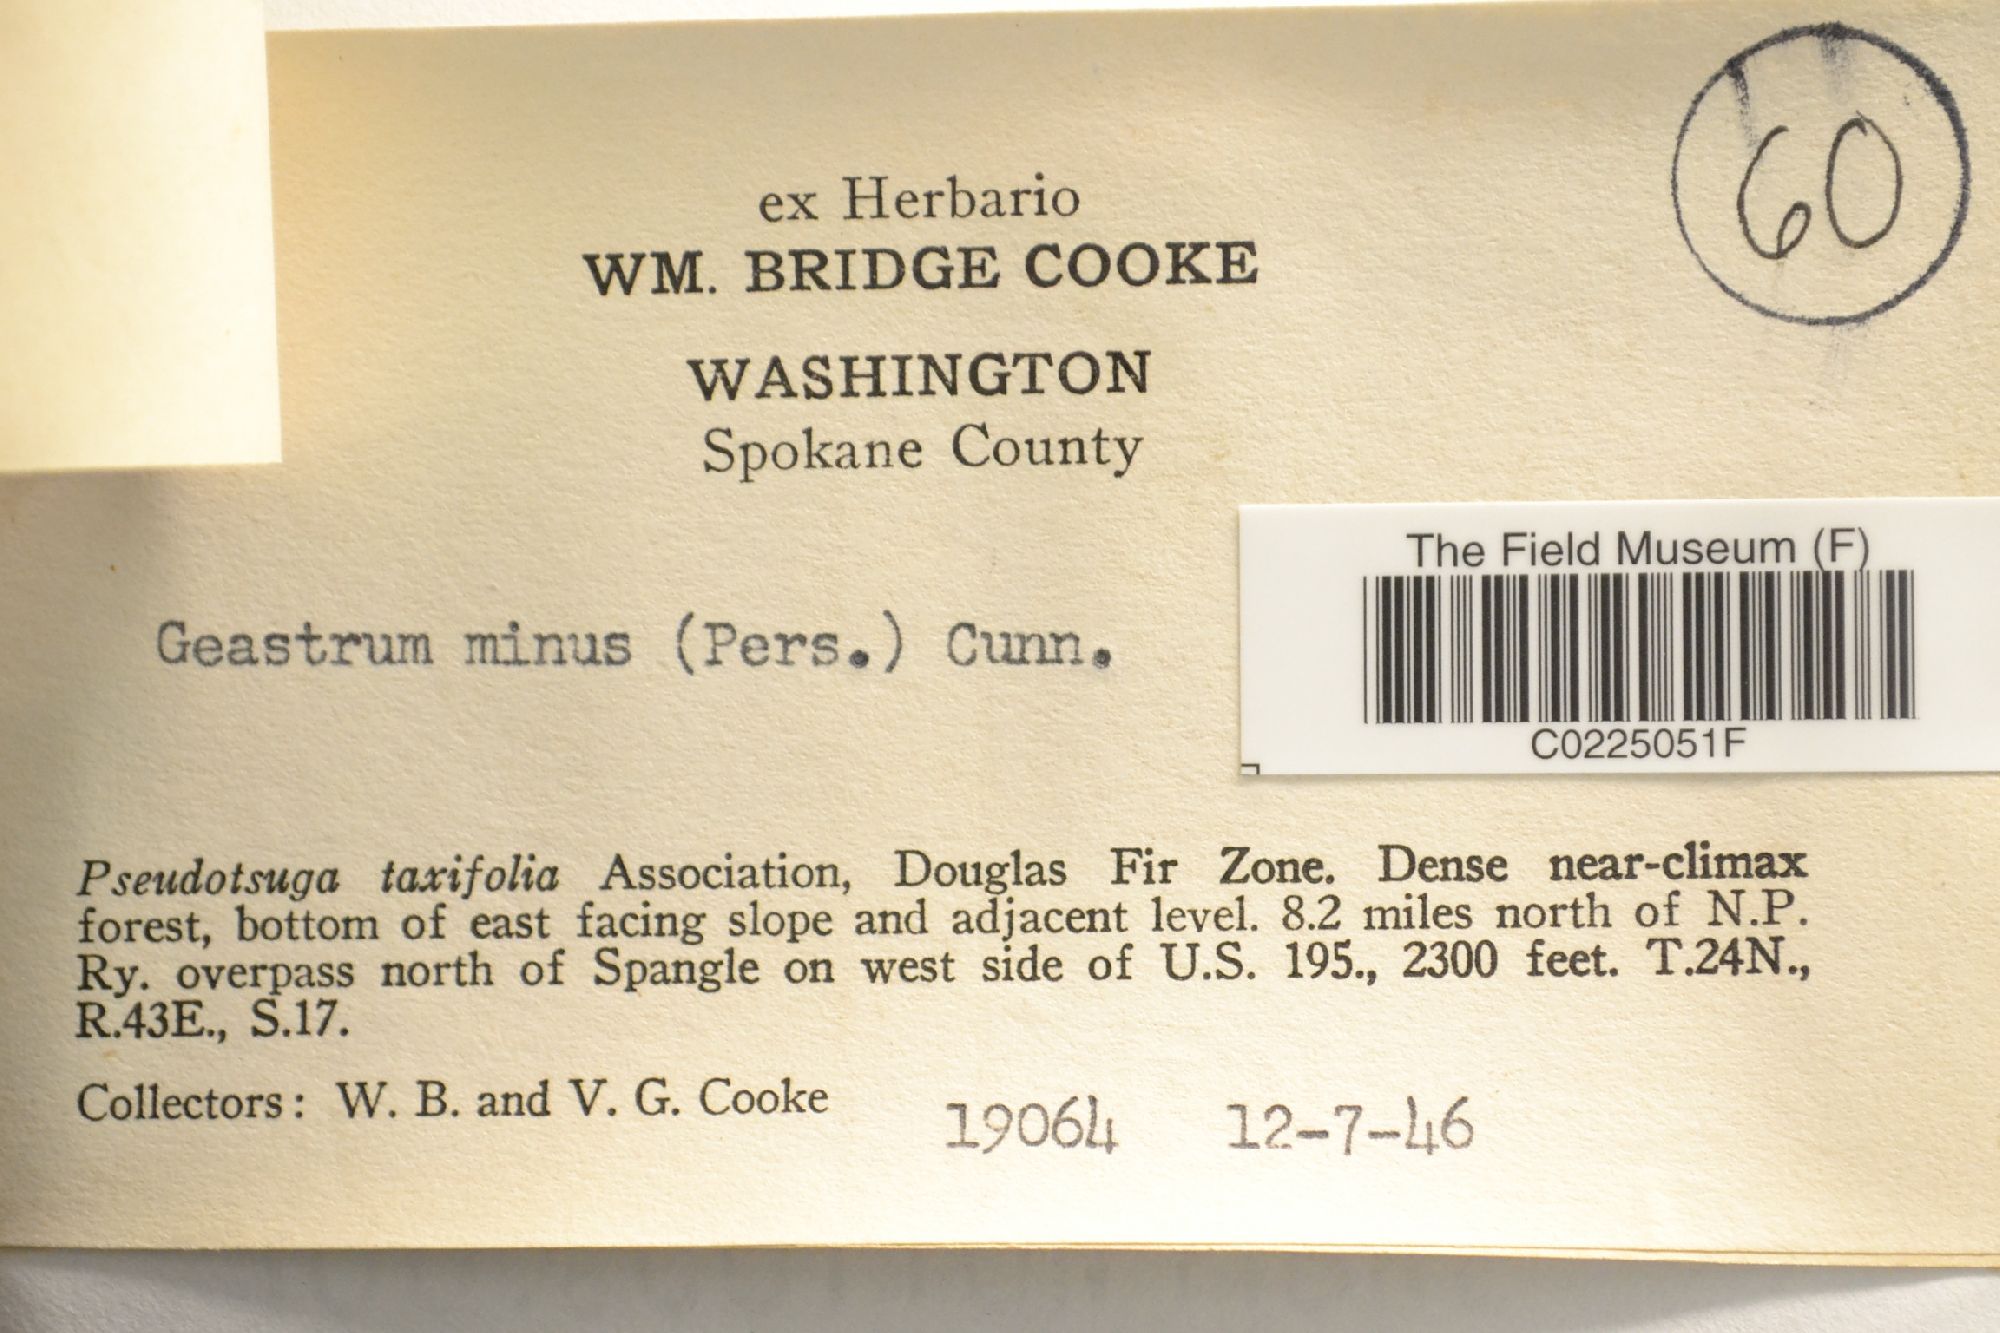 60
ex Herbario
WM. BRIDGE COOKE
WASHINGTON
Spokane County
The Field Museum (F)
C0225051F
Geastrum minus (Pers.) Cunn.
Pseudotsuga taxifolia Association, Douglas Fir Zone. Dense near-climax
forest, bottom of east facing slope and adjacent level. 8.2 miles north of N.P.
Ry. overpass north of Spangle on west side of U.S. 195., 2300 feet. T.24N.,
R.43E., S.17.
Collectors: W. B. and V. G. Cooke 19064 12-7-46